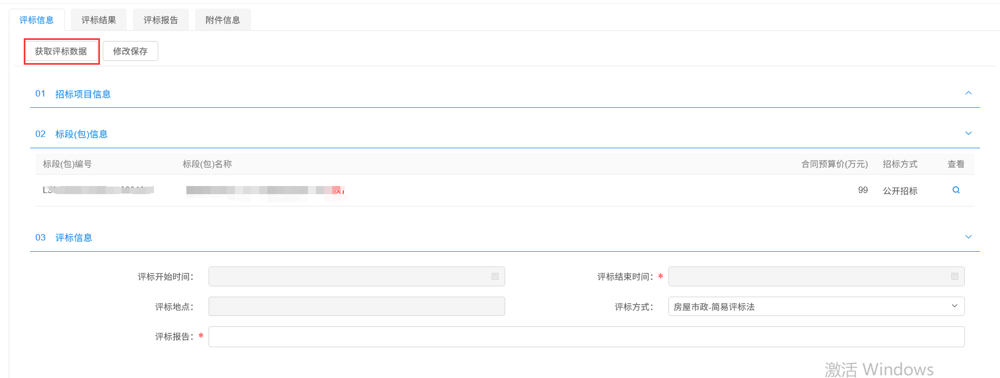 评标信息 评标结果 评标报告 附件信息
获取评标数据 修改保存
01 招标项目信息
02 标段(包)信息
标段(包)编号 标段(包)名称 合同预算价(万元) 招标方式 查看
99 公开招标
03 评标信息
评标开始时间： 评标结束时间：*
评标地点： 评标方式： 房屋市政-简易评标法
评标报告：*
激活 Windows